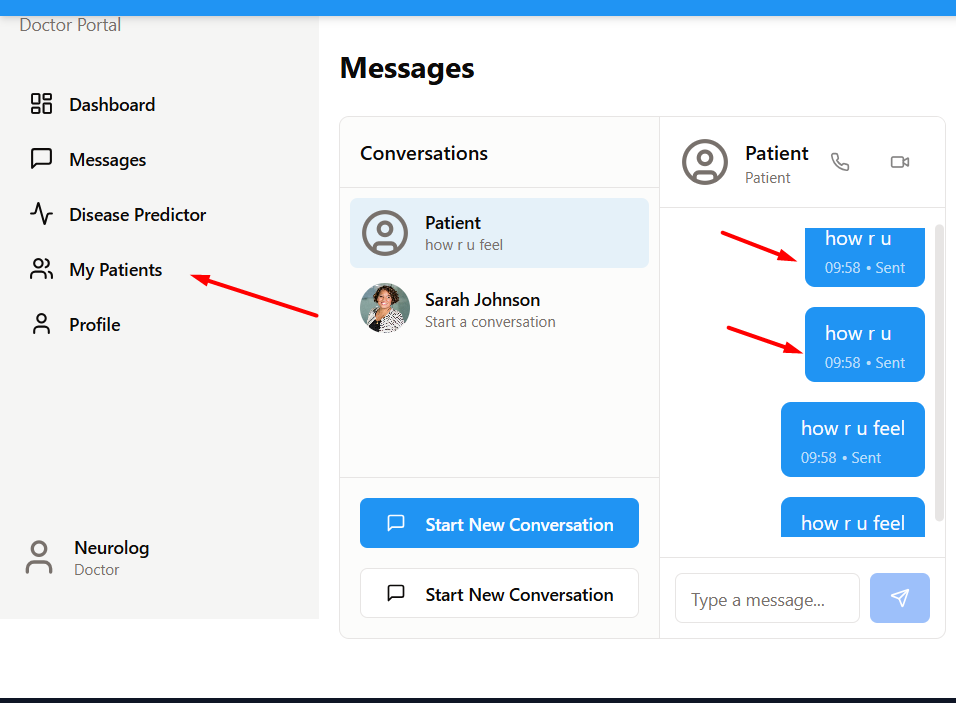 Doctor Portal
Dashboard
Messages
Disease Predictor
My Patients
Profile
Neurolog
Doctor
Messages
Conversations
Patient
how r u feel
Sarah Johnson
Start a conversation
Start New Conversation
Start New Conversation
Patient
Patient
how r u
09:58 • Sent
how r u
09:58 • Sent
how r u feel
09:58 • Sent
how r u feel
Type a message...